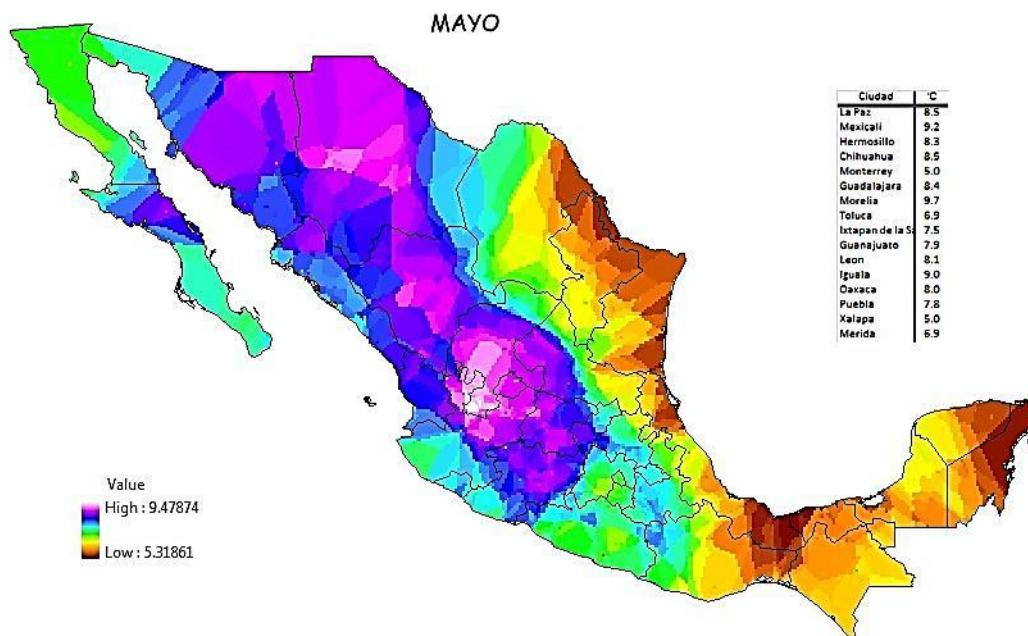 MAYO
Ciudad °C
La Paz 8.5
Mexicali 9.2
Hermosillo 8.3
Chihuahua 8.5
Monterrey 5.0
Guadalajara 8.4
Morelia 9.7
Toluca 6.9
Ixtapan de la S 7.5
Guanajuato 7.9
Leon 8.1
Iguala 9.0
Oaxaca 8.0
Puebla 7.8
Xalapa 5.0
Merida 6.9
Value
High : 9.47874
Low : 5.31861